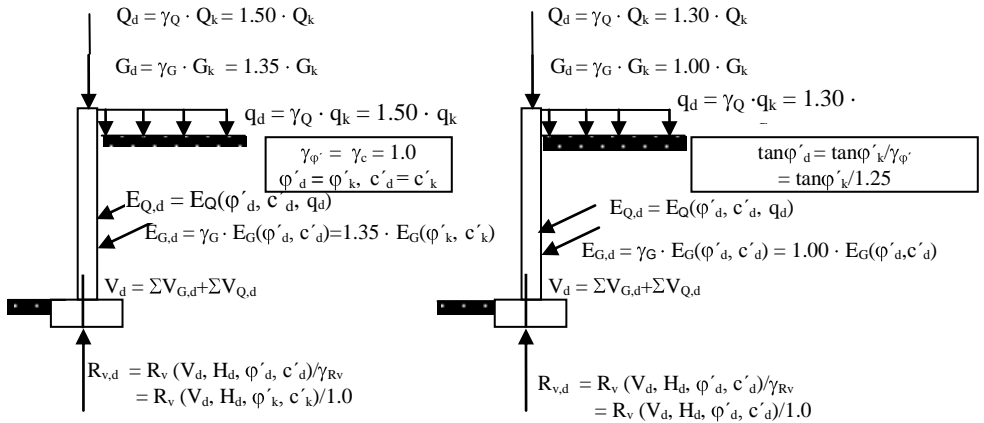 Q_d = γ_Q · Q_k = 1.50 · Q_k
G_d = γ_G · G_k = 1.35 · G_k
q_d = γ_Q · q_k = 1.50 · q_k
γ_φ´ = γ_c = 1.0
φ´_d = φ´_k, c´_d = c´_k
E_Q,d = E_Q(φ´_d, c´_d, q_d)
E_G,d = γ_G · E_G(φ´_d, c´_d)=1.35 · E_G(φ´_k, c´_k)
V_d = ΣV_G,d+ΣV_Q,d
R_v,d = R_v (V_d, H_d, φ´_d, c´_d)/γ_Rv
= R_v (V_d, H_d, φ´_k, c´_k)/1.0
Q_d = γ_Q · Q_k = 1.30 · Q_k
G_d = γ_G · G_k = 1.00 · G_k
q_d = γ_Q · q_k = 1.30 ·
tanφ´_d = tanφ´_k/γ_φ´
= tanφ´_k/1.25
E_Q,d = E_Q(φ´_d, c´_d, q_d)
E_G,d = γ_G · E_G(φ´_d, c´_d) = 1.00 · E_G(φ´_d,c´_d)
V_d = ΣV_G,d+ΣV_Q,d
R_v,d = R_v (V_d, H_d, φ´_d, c´_d)/γ_Rv
= R_v (V_d, H_d, φ´_d, c´_d)/1.0